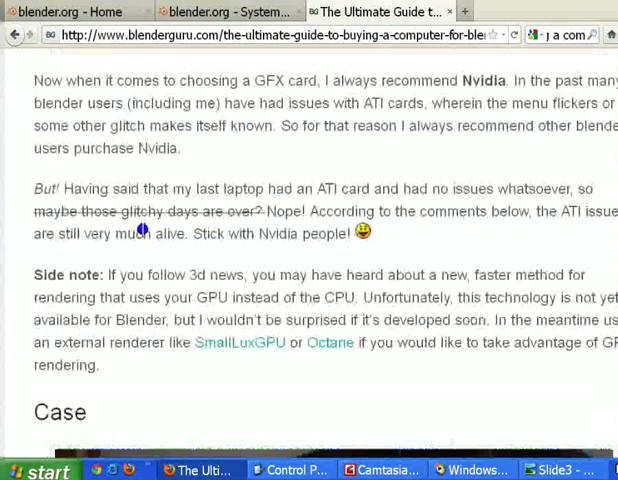 blender.org - Home
blender.org - System...
The Ultimate Guide t...
http://www.blenderguru.com/the-ultimate-guide-to-buying-a-computer-for-ble
g a com
Now when it comes to choosing a GFX card, I always recommend Nvidia. In the past many
blender users (including me) have had issues with ATI cards, wherein the menu flickers or
some other glitch makes itself known. So for that reason I always recommend other blende
users purchase Nvidia.
But! Having said that my last laptop had an ATI card and had no issues whatsoever, so
maybe those glitchy days are over? Nope! According to the comments below, the ATI issue
are still very much alive. Stick with Nvidia people!
Side note: If you follow 3d news, you may have heard about a new, faster method for
rendering that uses your GPU instead of the CPU. Unfortunately, this technology is not yet
available for Blender, but I wouldn't be surprised if it's developed soon. In the meantime us
an external renderer like SmallLuxGPU or Octane if you would like to take advantage of GP
rendering.
Case
start
The Ulti...
Control P...
Camtasia...
Windows...
Slide3 - ...